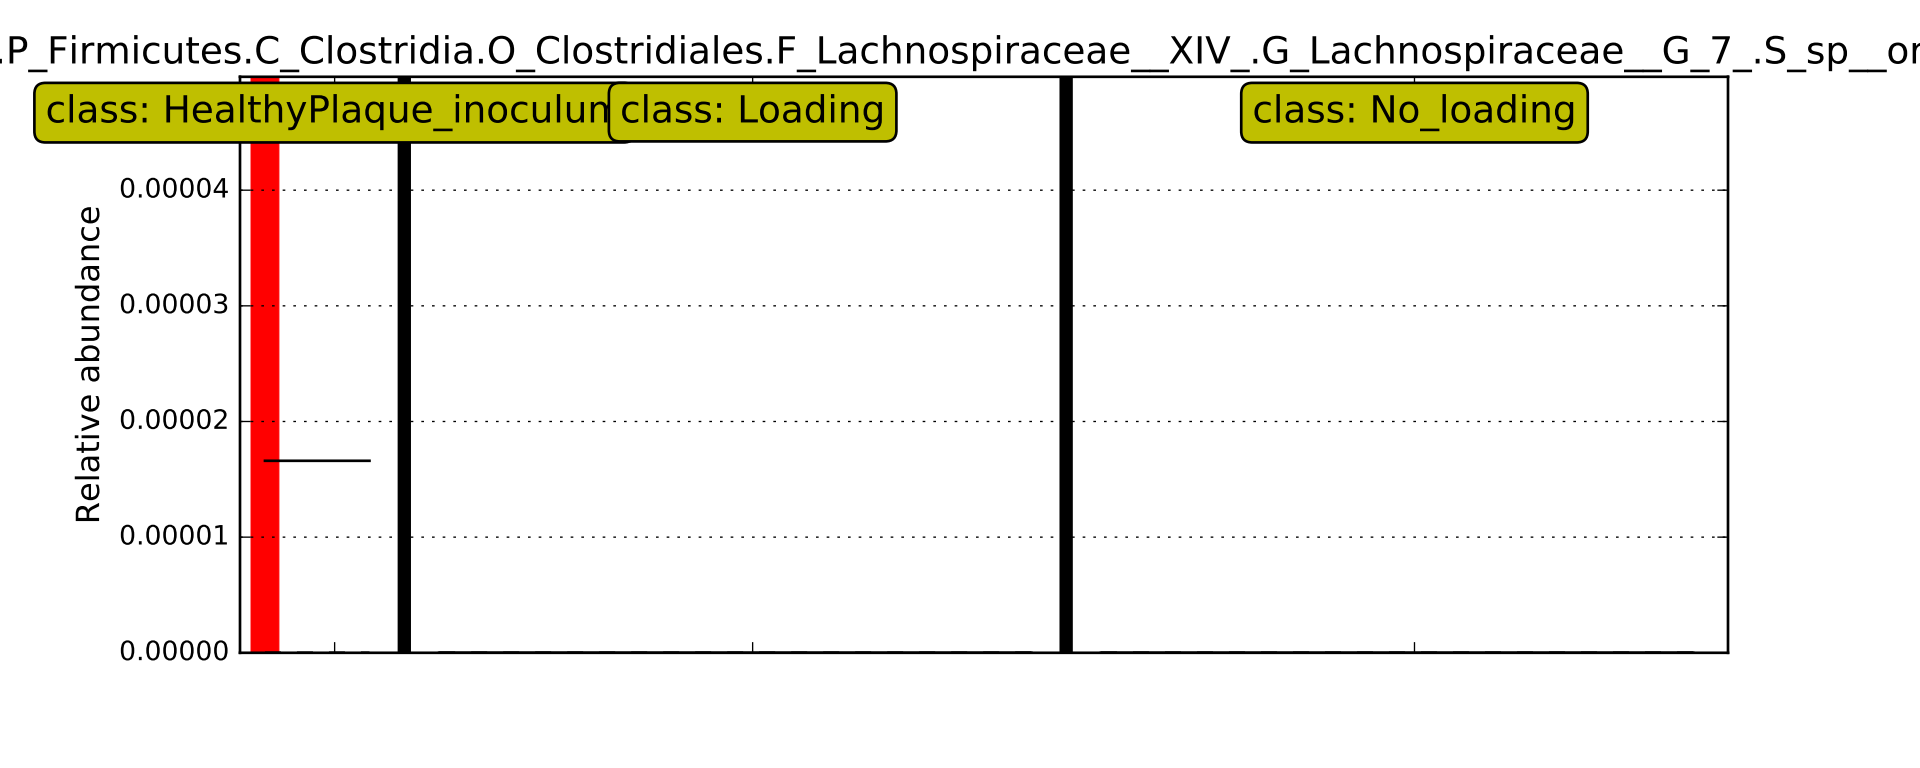 .P_Firmicutes.C_Clostridia.O_Clostridiales.F_Lachnospiraceae__XIV_.G_Lachnospiraceae__G_7_.S_sp__or
class: HealthyPlaque_inoculum class: Loading class: No_loading
0.00004
0.00003
0.00002
0.00001
0.00000
Relative abundance